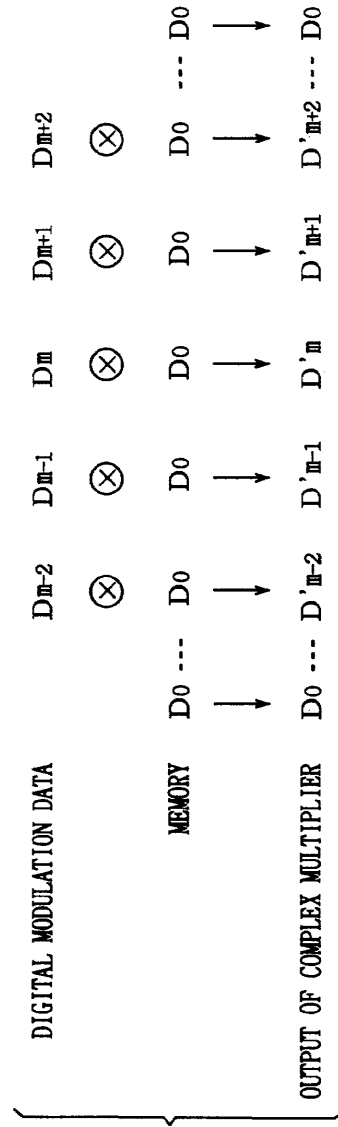 DIGITAL MODULATION DATA Dm-2 Dm-1 Dm Dm+1 Dm+2
⊗ ⊗ ⊗ ⊗ ⊗
MEMORY D0 --- D0 D0 D0 D0 D0 --- D0
OUTPUT OF COMPLEX MULTIPLIER D0 --- D'm-2 D'm-1 D'm D'm+1 D'm+2 --- D0